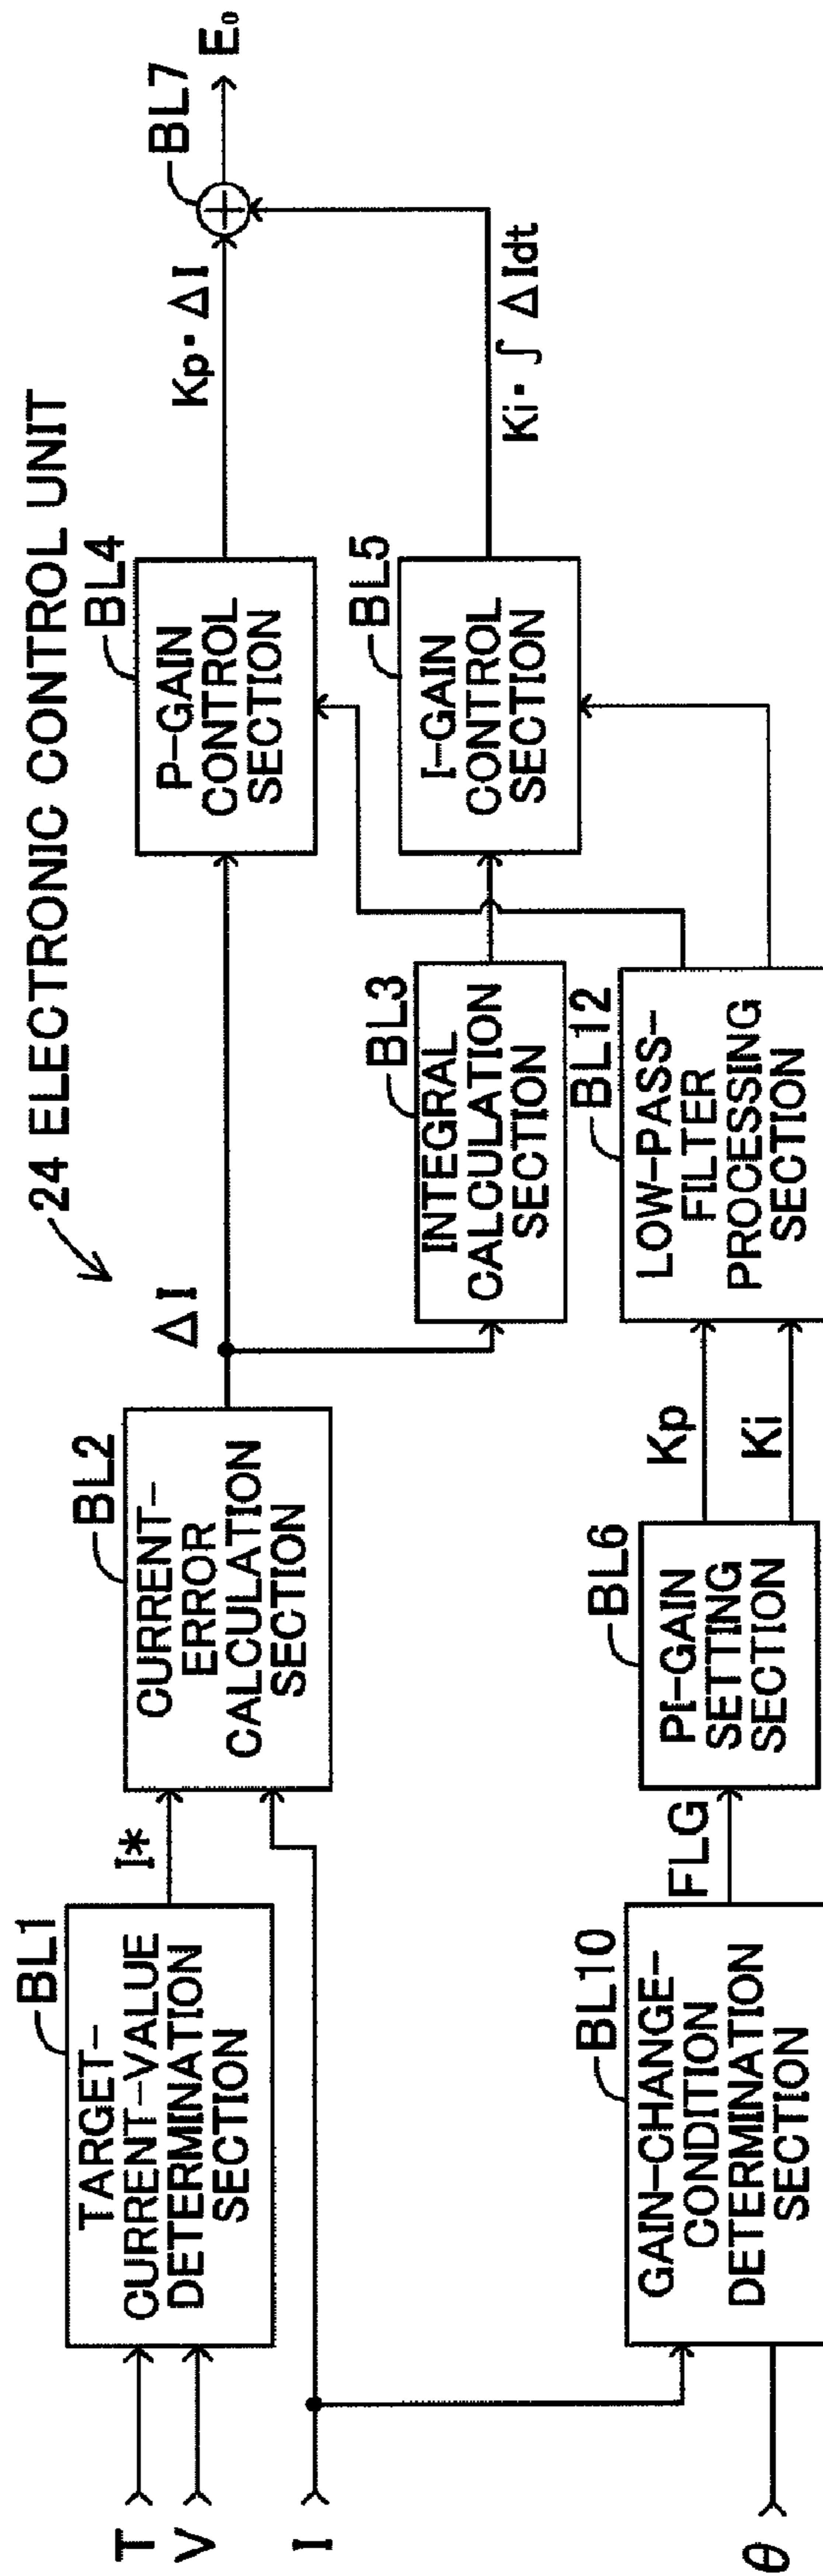 24 ELECTRONIC CONTROL UNIT
T
V
I
θ
BL1
TARGET-
CURRENT-VALUE
DETERMINATION
SECTION
I*
BL2
CURRENT-
ERROR
CALCULATION
SECTION
ΔI
BL4
P-GAIN
CONTROL
SECTION
Kp・ΔI
BL7
+
E₀
BL3
INTEGRAL
CALCULATION
SECTION
BL5
I-GAIN
CONTROL
SECTION
Ki・∫ΔIdt
BL10
GAIN-CHANGE-
CONDITION
DETERMINATION
SECTION
FLG
BL6
PI-GAIN
SETTING
SECTION
Kp
Ki
BL12
LOW-PASS-
FILTER
PROCESSING
SECTION